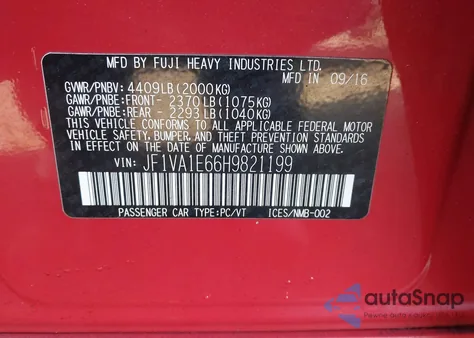 MFD BY FUJI HEAVY INDUSTRIES LTD.
IN 09/16
GVWR/PNBV: 4409LB (2000KG)
GAWR/PNBE:FRONT- 2370LB (1075KG)
GAWR/PNBE:REAR - 2293LB (1040KG)
THIS VEHICLE CONFORMS TO ALL APPLICABLE FEDERAL MOTOR
VEHICLE SAFETY, BUMPER, AND THEFT PREVENTION STANDARDS
IN EFFECT ON THE DATE OF MANUFACTURE SHOWN ABOVE.
VIN: JF1VA1E66H9821199
PASSENGER CAR TYPE:PC/VT ICES/NMB-002
autoSnap